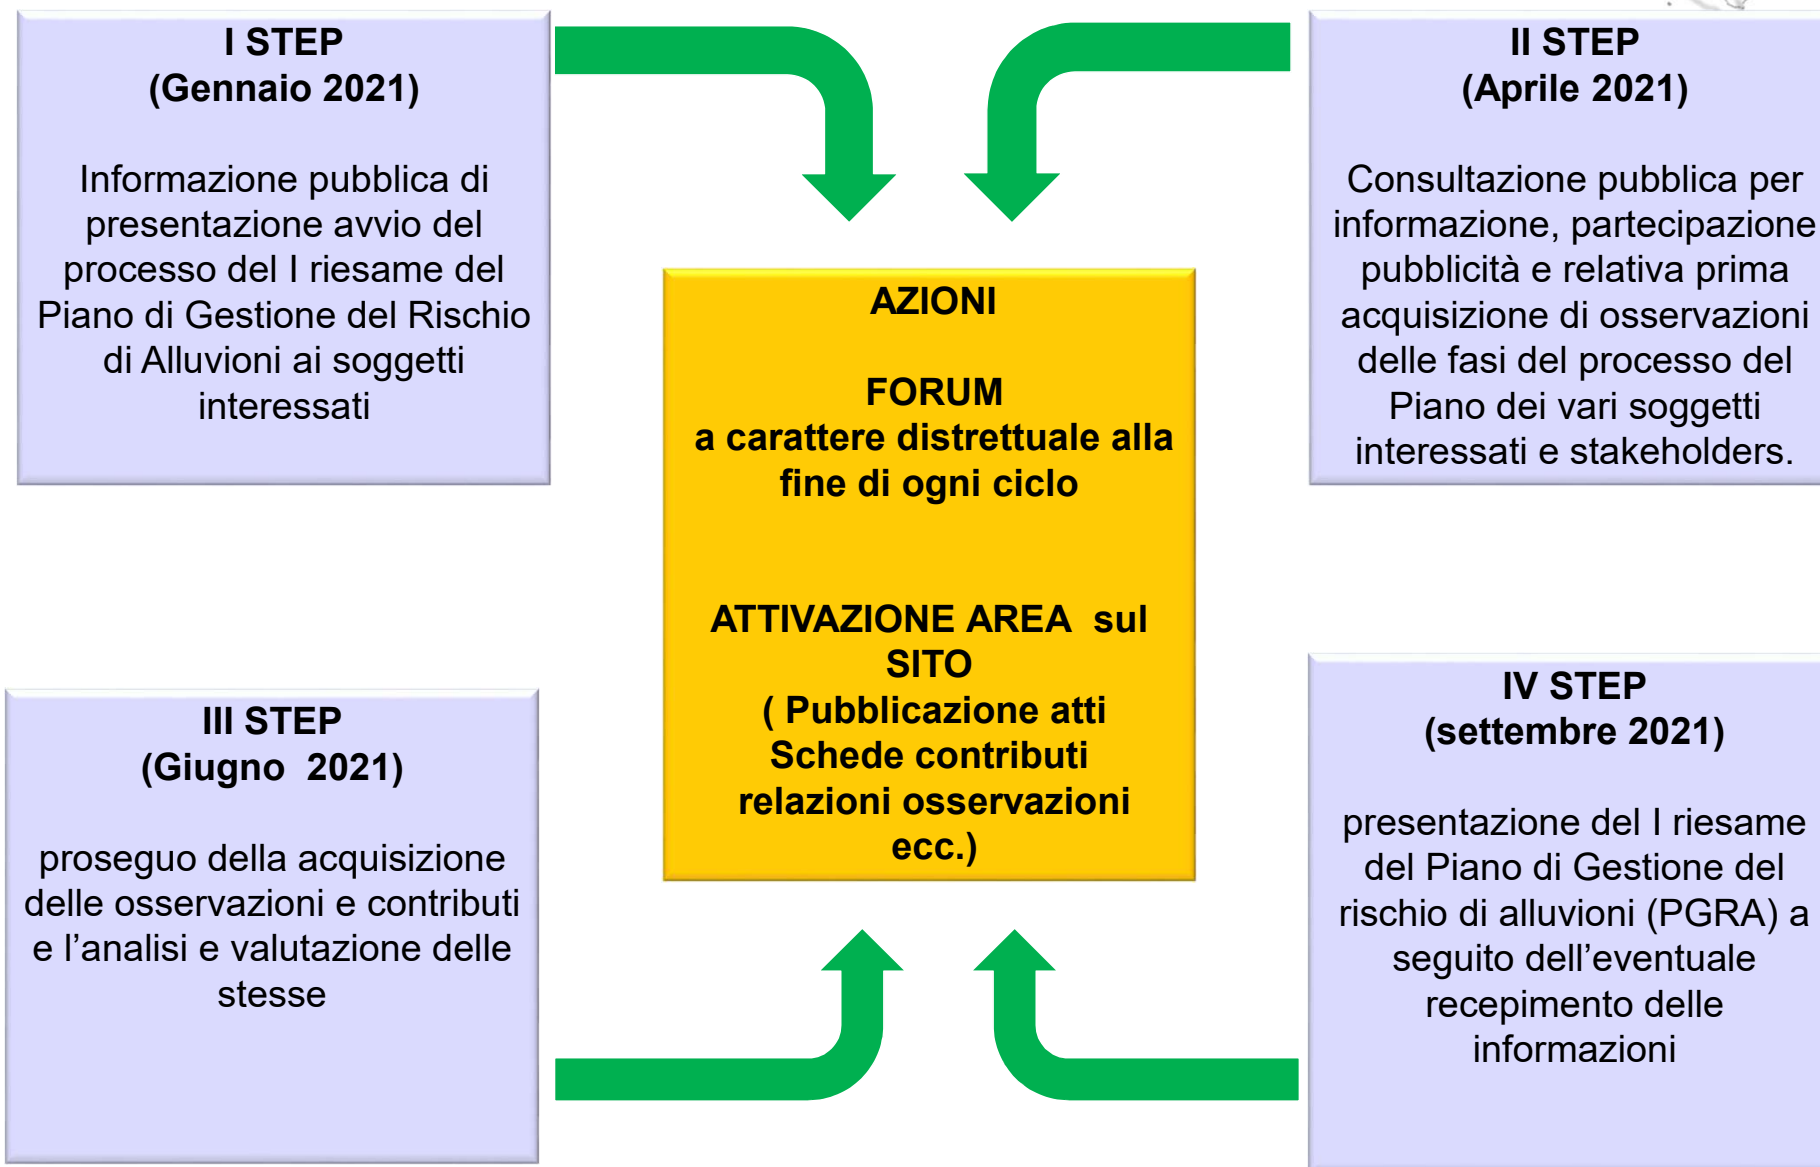 I STEP
(Gennaio 2021)
Informazione pubblica di
presentazione avvio del
processo del I riesame del
Piano di Gestione del Rischio
di Alluvioni ai soggetti
interessati
II STEP
(Aprile 2021)
Consultazione pubblica per
informazione, partecipazione
pubblicità e relativa prima
acquisizione di osservazioni
delle fasi del processo del
Piano dei vari soggetti
interessati e stakeholders.
AZIONI
FORUM
a carattere distrettuale alla
fine di ogni ciclo
ATTIVAZIONE AREA  sul
SITO
( Pubblicazione atti
Schede contributi
relazioni osservazioni
ecc.)
III STEP
(Giugno  2021)
proseguo della acquisizione
delle osservazioni e contributi
e l’analisi e valutazione delle
stesse
IV STEP
(settembre 2021)
presentazione del I riesame
del Piano di Gestione del
rischio di alluvioni (PGRA) a
seguito dell’eventuale
recepimento delle
informazioni